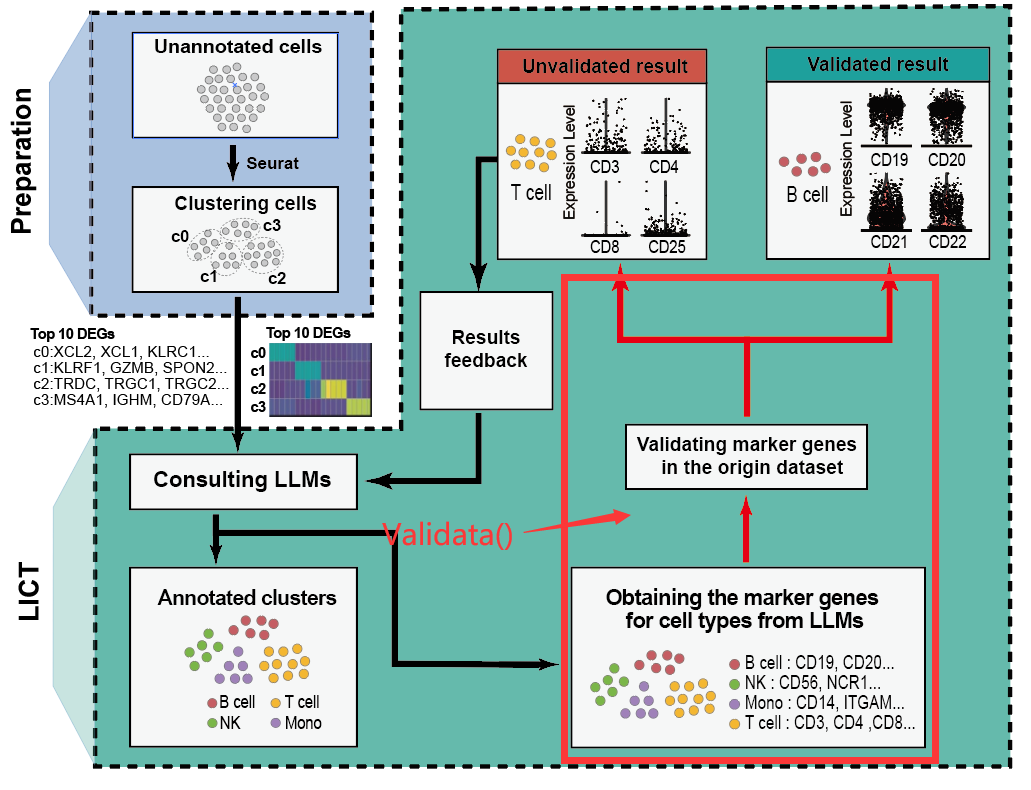 Preparation
Unannotated cells
Seurat
Clustering cells
c0
c3
c1
c2
Top 10 DEGs
c0:XCL2, XCL1, KLRC1...
c1:KLRF1, GZMB, SPON2...
c2:TRDC, TRGC1, TRGC2...
c3:MS4A1, IGHM, CD79A...
Top 10 DEGs
c0
c1
c2
c3
LICT
Consulting LLMs
Annotated clusters
B cell
T cell
NK
Mono
Results
feedback
Unvalidated result
T cell
Expression Level
CD3
CD4
CD8
CD25
Validated result
B cell
Expression Level
CD19
CD20
CD21
CD22
Validating marker genes
in the origin dataset
Validata()
Obtaining the marker genes
for cell types from LLMs
B cell : CD19, CD20...
NK : CD56, NCR1...
Mono : CD14, ITGAM...
T cell : CD3, CD4 ,CD8...